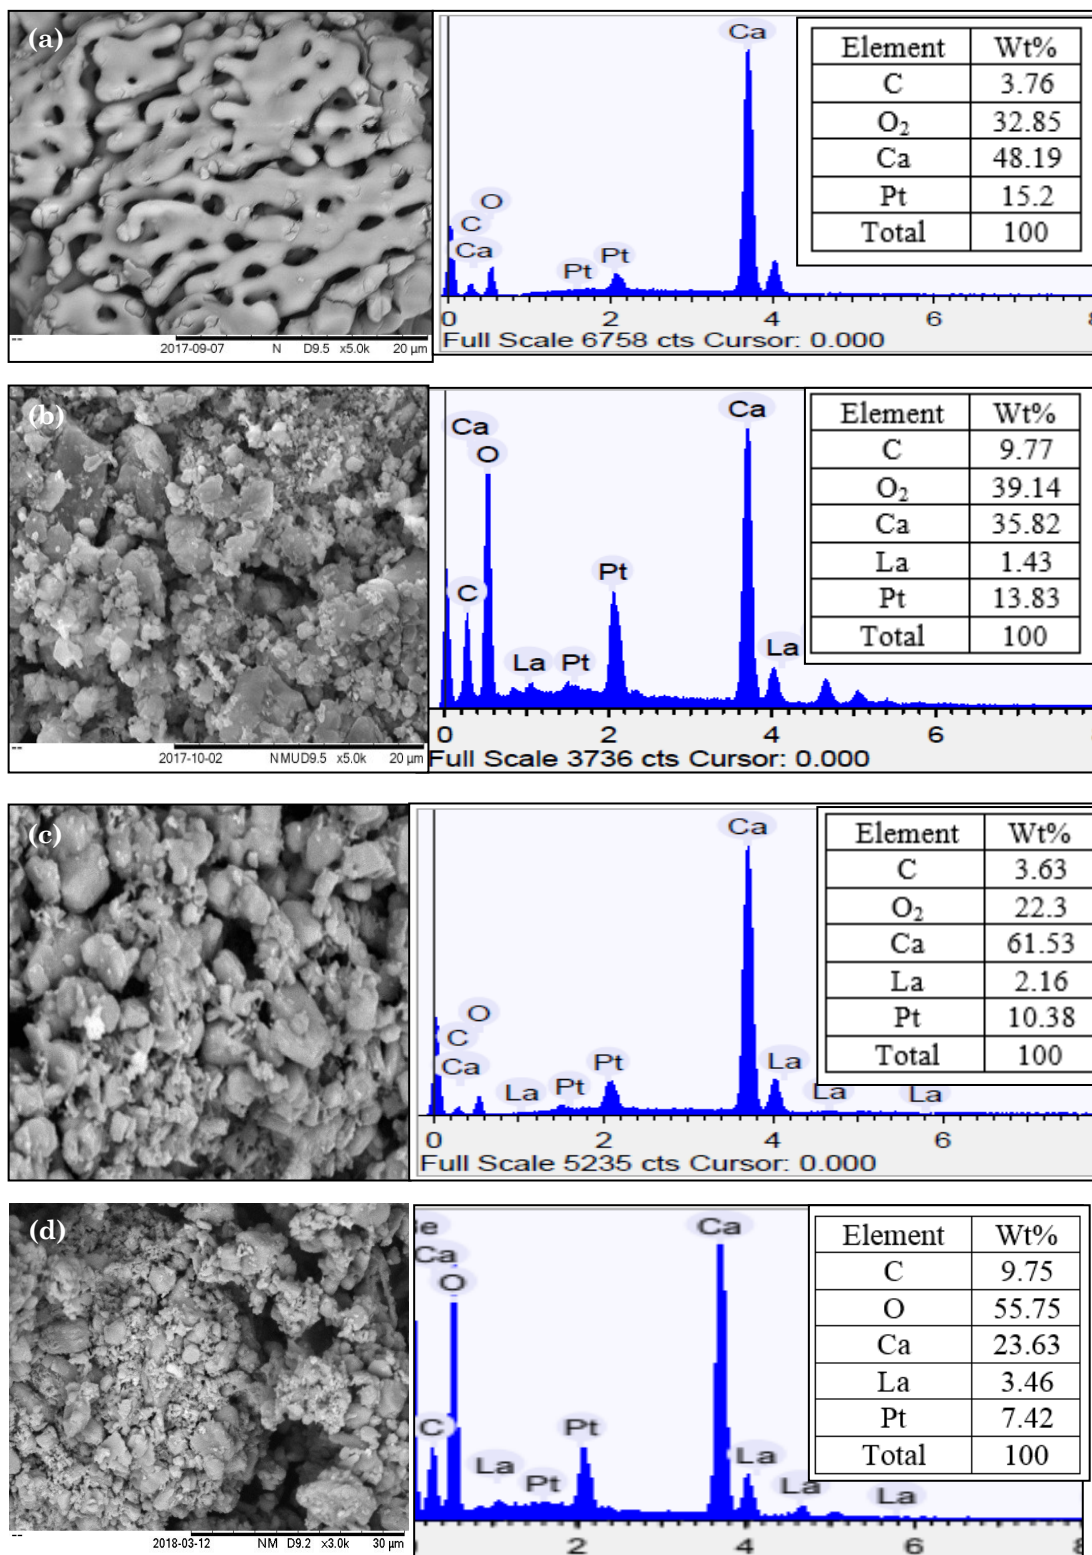 (a)
Ca
O
C
Ca
Pt
Pt
0 2 4 6 8
Full Scale 6758 cts Cursor: 0.000
Element Wt%
C 3.76
O₂ 32.85
Ca 48.19
Pt 15.2
Total 100
2017-09-07 N D9.5 x5.0k 20 µm
(b)
Ca
O
C
La
Pt
Pt
Ca
La
0 2 4 6
Full Scale 3736 cts Cursor: 0.000
Element Wt%
C 9.77
O₂ 39.14
Ca 35.82
La 1.43
Pt 13.83
Total 100
2017-10-02 NMUD9.5 x5.0k 20 µm
(c)
Ca
O
C
Ca
La
Pt
Pt
La
La
La
0 2 4 6
Full Scale 5235 cts Cursor: 0.000
Element Wt%
C 3.63
O₂ 22.3
Ca 61.53
La 2.16
Pt 10.38
Total 100
(d)
Ca
O
C
La
Pt
Pt
Ca
La
La
La
2 4 6 8
Element Wt%
C 9.75
O 55.75
Ca 23.63
La 3.46
Pt 7.42
Total 100
2018-03-12 NM D9.2 x3.0k 30 µm